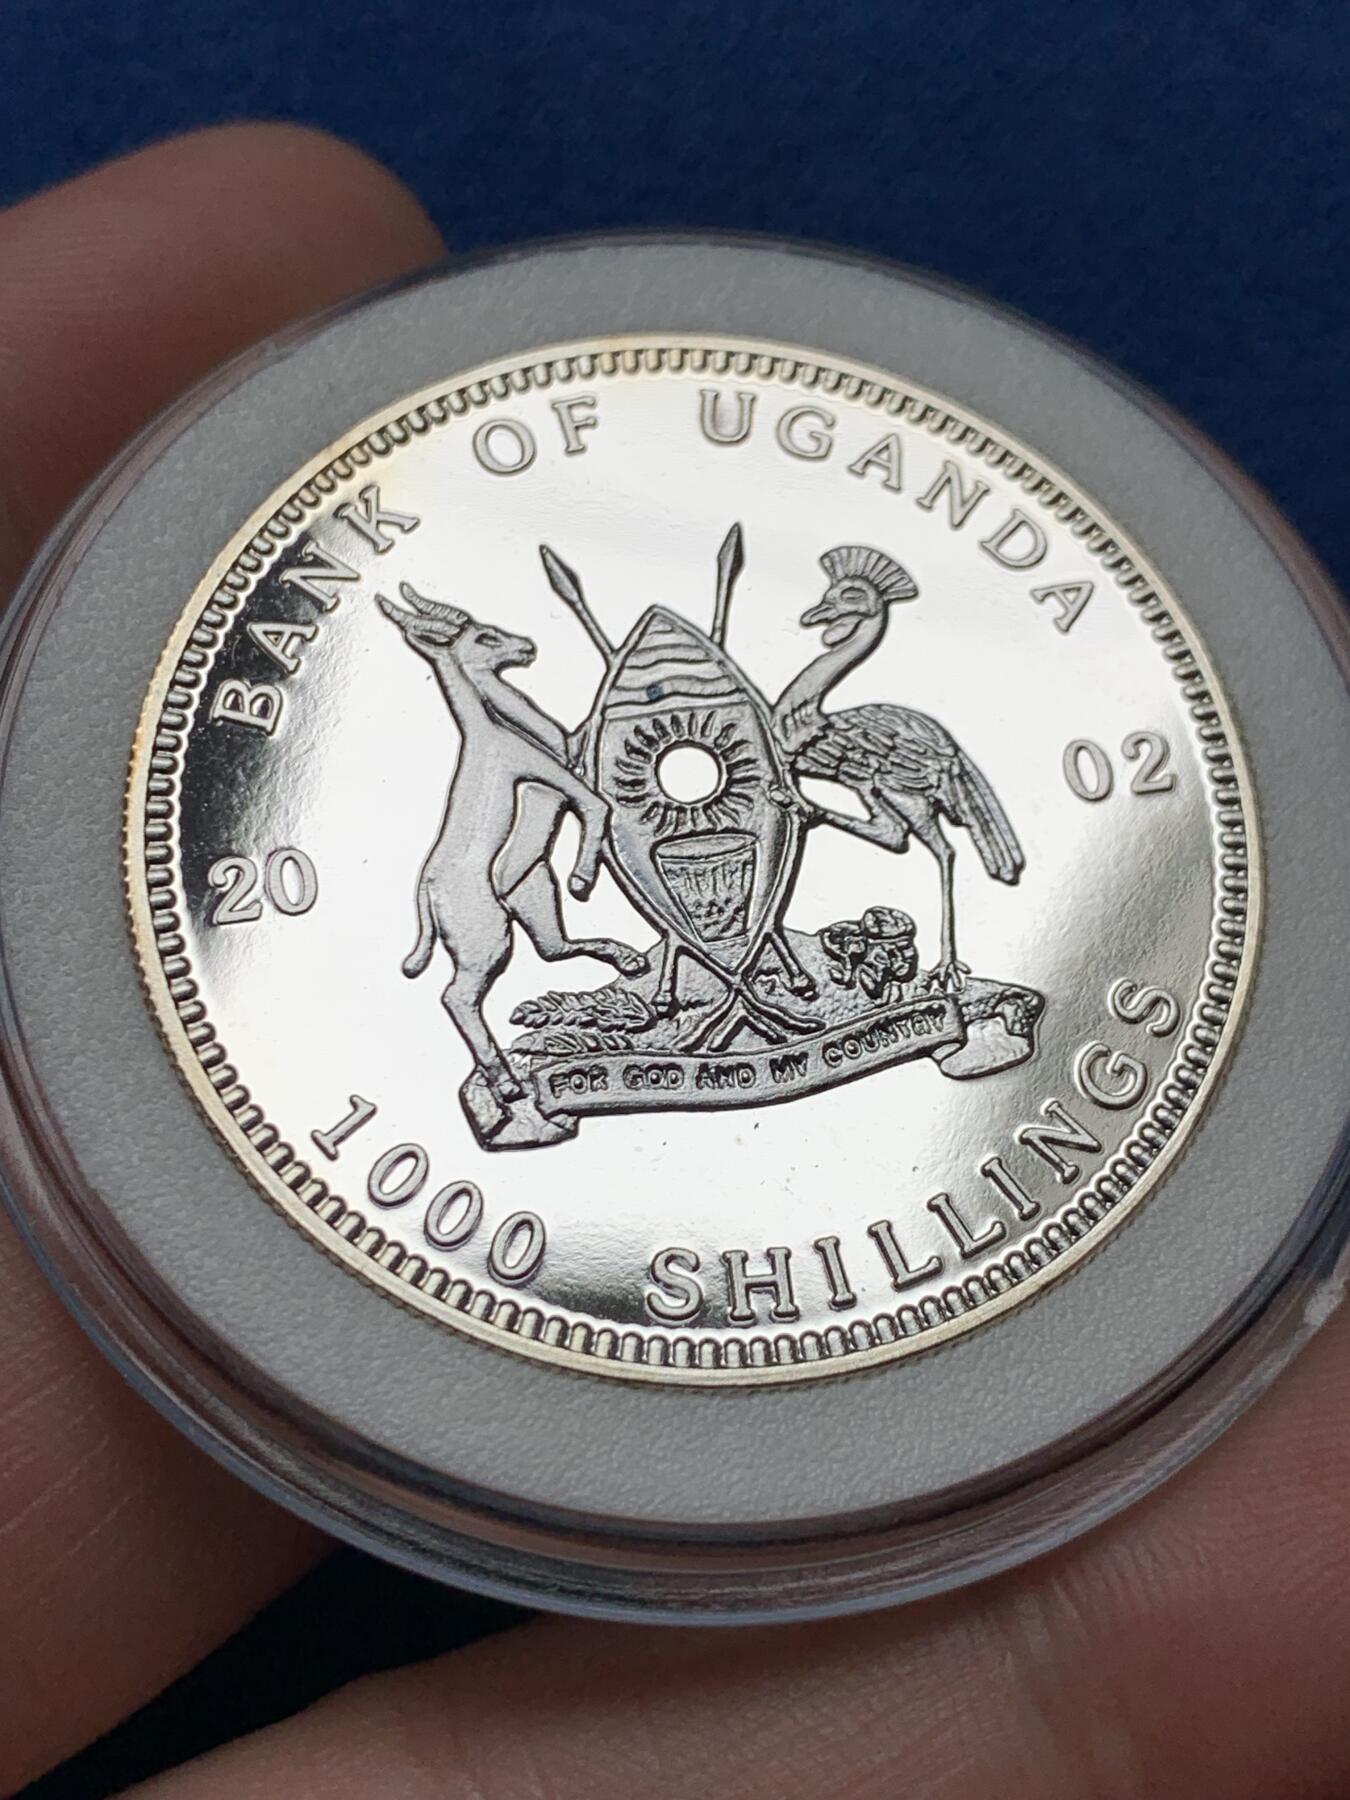 BANK OF UGANDA
20 02
FOR GOD AND MY COUNTRY
1000 SHILLINGS